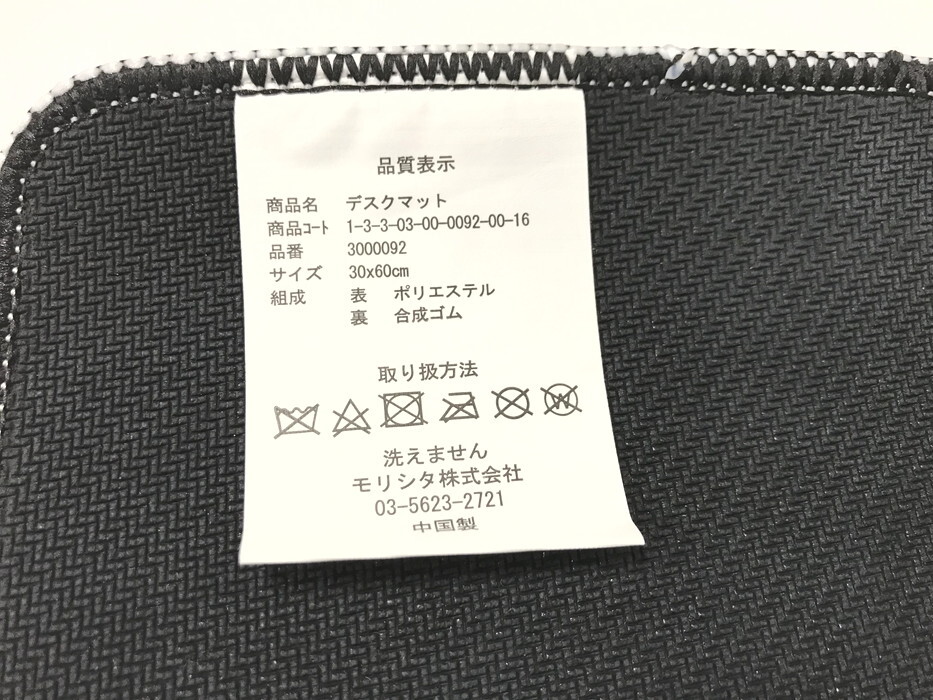 品質表示
商品名 デスクマット
商品ｺｰﾄ 1-3-3-03-00-0092-00-16
品番 3000092
サイズ 30x60cm
組成 表 ポリエステル
裏 合成ゴム
取り扱方法
洗えません
モリシタ株式会社
03-5623-2721
中国製